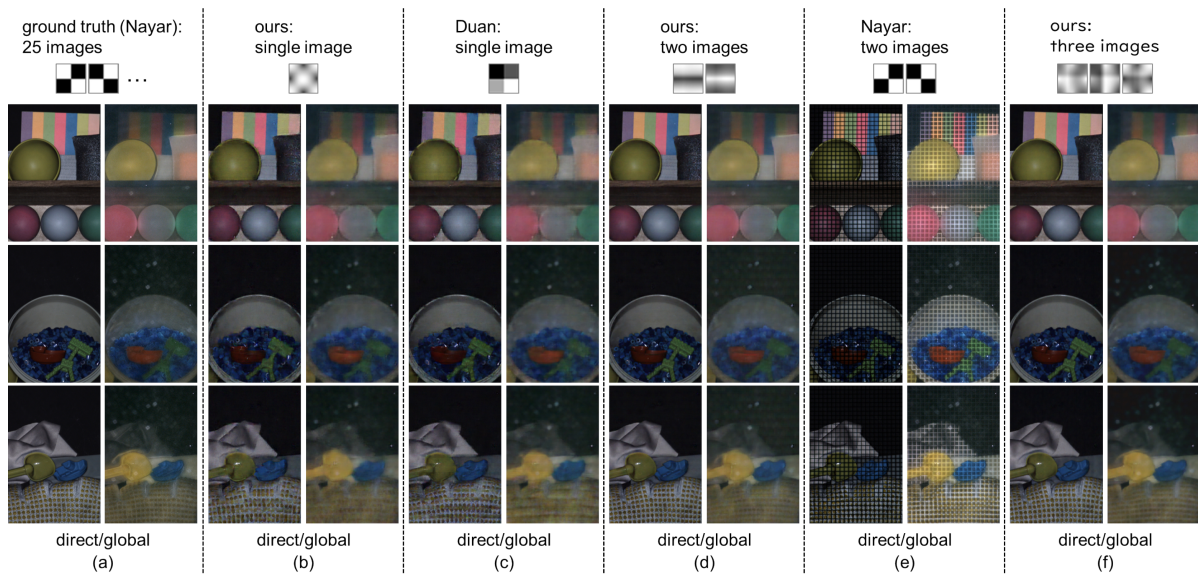 ground truth (Nayar):
25 images
...
ours:
single image
Duan:
single image
ours:
two images
Nayar:
two images
ours:
three images
direct/global
(a)
direct/global
(b)
direct/global
(c)
direct/global
(d)
direct/global
(e)
direct/global
(f)